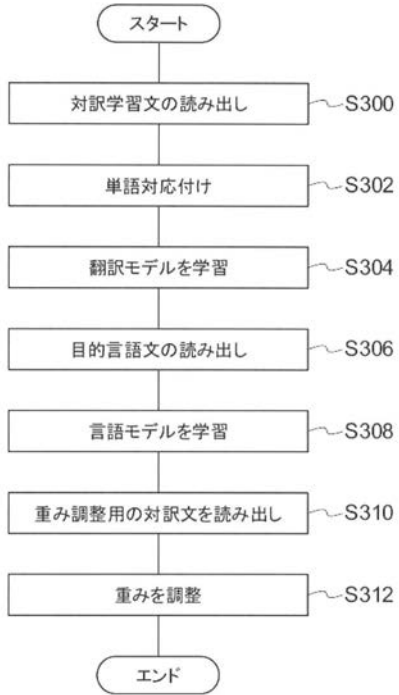 スタート
対訳学習文の読み出し S300
単語対応付け S302
翻訳モデルを学習 S304
目的言語文の読み出し S306
言語モデルを学習 S308
重み調整用の対訳文を読み出し S310
重みを調整 S312
エンド